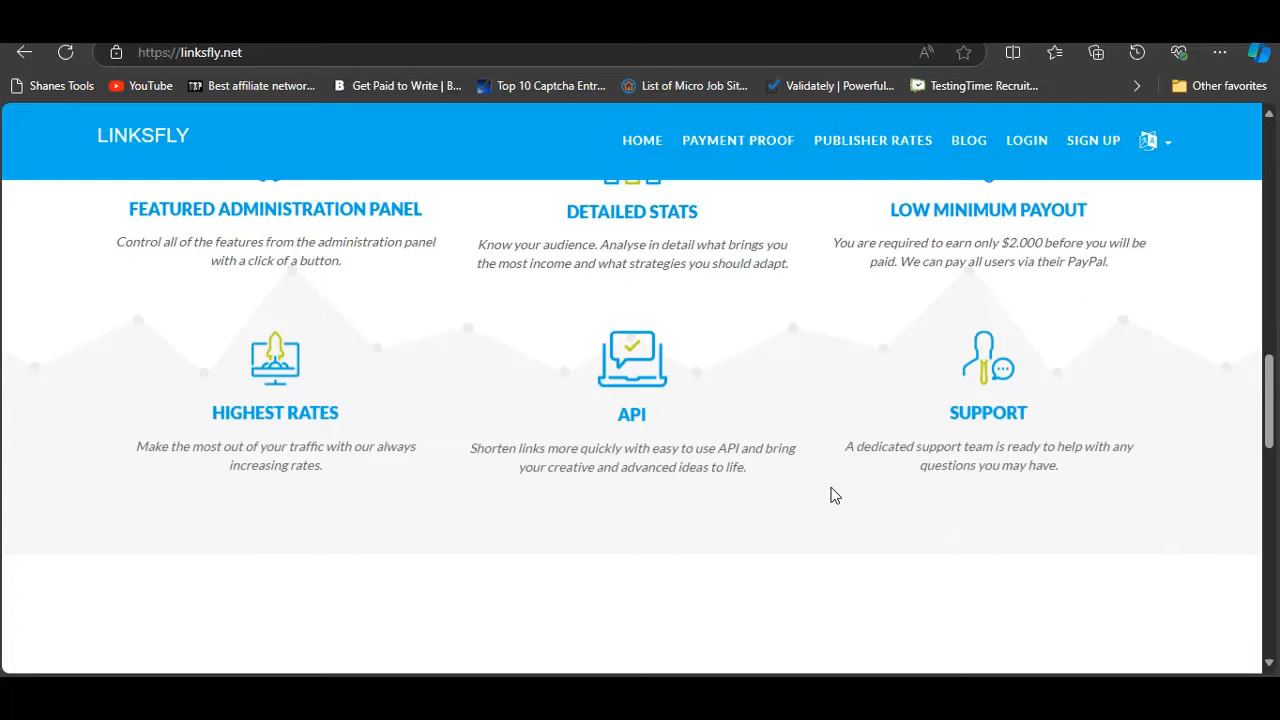 https://linksfly.net
Shanes Tools
YouTube
Best affiliate networ...
Get Paid to Write | B...
Top 10 Captcha Entr...
List of Micro Job Sit...
Validately | Powerful...
TestingTime: Recruit...
Other favorites
LINKSFLY
HOME
PAYMENT PROOF
PUBLISHER RATES
BLOG
LOGIN
SIGN UP
FEATURED ADMINISTRATION PANEL
Control all of the features from the administration panel
with a click of a button.
DETAILED STATS
Know your audience. Analyse in detail what brings you
the most income and what strategies you should adapt.
LOW MINIMUM PAYOUT
You are required to earn only $2.000 before you will be
paid. We can pay all users via their PayPal.
HIGHEST RATES
Make the most out of your traffic with our always
increasing rates.
API
Shorten links more quickly with easy to use API and bring
your creative and advanced ideas to life.
SUPPORT
A dedicated support team is ready to help with any
questions you may have.